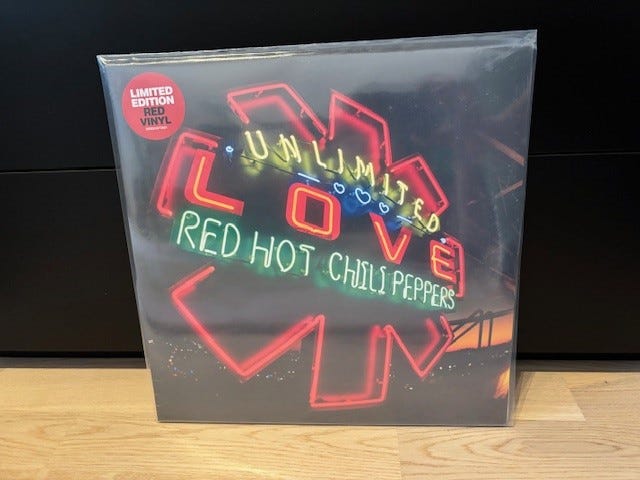 LIMITED
EDITION
RED
VINYL
UNLIMITED
LOVE
RED HOT CHILI PEPPERS